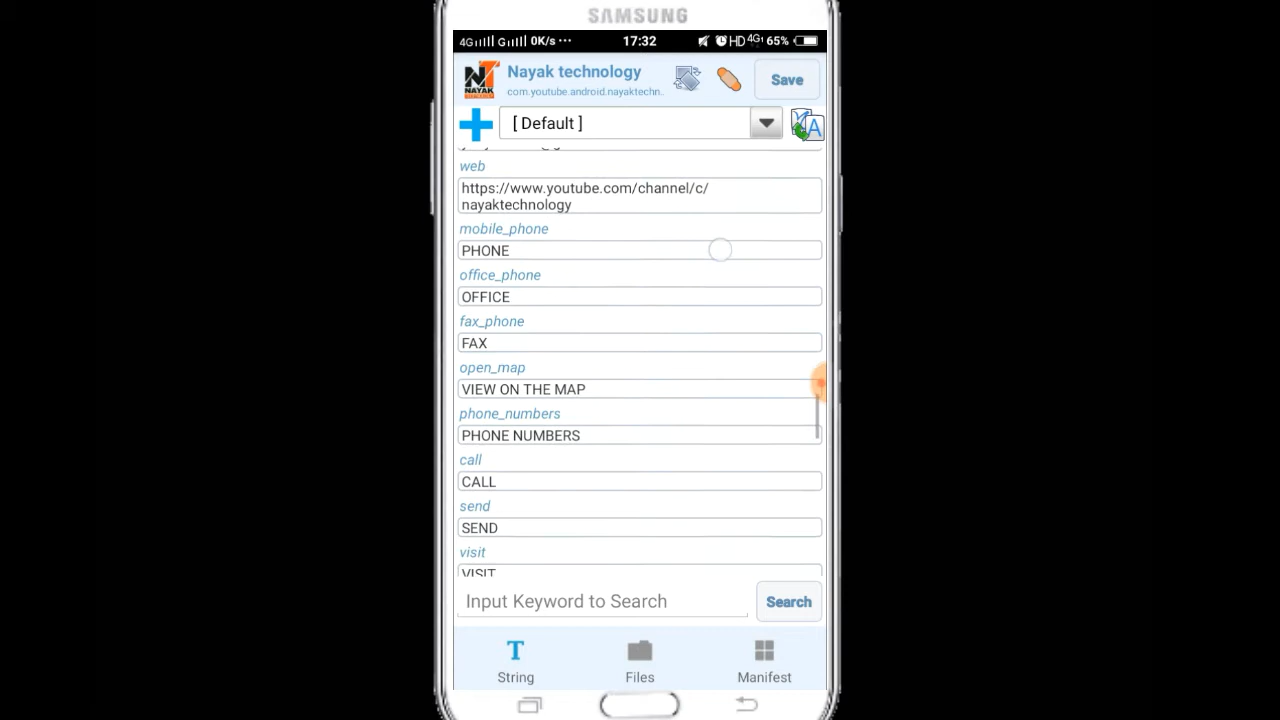 SAMSUNG
4G G 0K/s ... 17:32 HD 4G 65%
NAYAK
Nayak technology
com.youtube.android.nayaktechn..
Save
[ Default ]
A
web
https://www.youtube.com/channel/c/
nayaktechnology
mobile_phone
PHONE
office_phone
OFFICE
fax_phone
FAX
open_map
VIEW ON THE MAP
phone_numbers
PHONE NUMBERS
call
CALL
send
SEND
visit
VISIT
Input Keyword to Search
Search
T
String
Files
Manifest